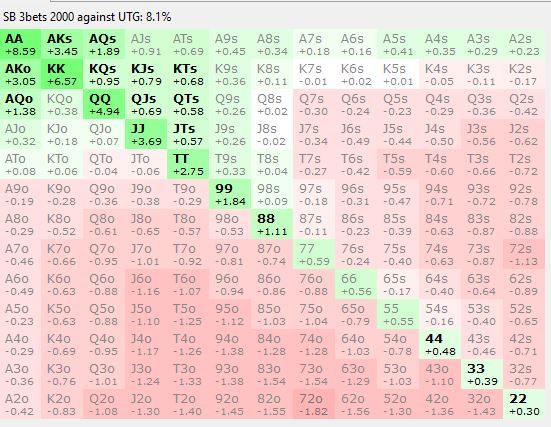 SB 3bets 2000 against UTG: 8.1%
AA AKs AQs AJs ATs A9s A8s A7s A6s A5s A4s A3s A2s
+8.59 +3.45 +1.89 +0.91 +0.69 +0.45 +0.34 +0.18 +0.16 +0.41 +0.35 +0.29 +0.23
AKo KK KQs KJs KTs K9s K8s K7s K6s K5s K4s K3s K2s
+3.05 +6.57 +0.95 +0.79 +0.68 +0.36 +0.11 -0.01 +0.02 +0.01 -0.05 -0.11 -0.17
AQo KQo QQ QJs QTs Q9s Q8s Q7s Q6s Q5s Q4s Q3s Q2s
+1.38 +0.38 +4.94 +0.69 +0.58 +0.26 +0.02 -0.30 -0.24 -0.23 -0.29 -0.36 -0.42
AJo KJo QJo JJ JTs J9s J8s J7s J6s J5s J4s J3s J2s
+0.32 +0.18 +0.07 +3.69 +0.57 +0.26 -0.02 -0.34 -0.49 -0.44 -0.50 -0.56 -0.62
ATo KTo QTo JTo TT T9s T8s T7s T6s T5s T4s T3s T2s
+0.08 +0.06 -0.04 -0.06 +2.75 +0.33 +0.04 -0.27 -0.42 -0.59 -0.60 -0.66 -0.72
A9o K9o Q9o J9o T9o 99 98s 97s 96s 95s 94s 93s 92s
-0.19 -0.28 -0.36 -0.38 -0.29 +1.84 +0.09 -0.18 -0.31 -0.47 -0.71 -0.72 -0.78
A8o K8o Q8o J8o T8o 98o 88 87s 86s 85s 84s 83s 82s
-0.29 -0.52 -0.61 -0.65 -0.57 -0.53 +1.11 -0.11 -0.23 -0.39 -0.63 -0.87 -0.88
A7o K7o Q7o J7o T7o 97o 87o 77 76s 75s 74s 73s 72s
-0.46 -0.66 -0.95 -1.01 -0.92 -0.81 -0.74 +0.59 -0.24 -0.40 -0.63 -0.87 -1.13
A6o K6o Q6o J6o T6o 96o 86o 76o 66 65s 64s 63s 62s
-0.49 -0.63 -0.88 -1.16 -1.07 -0.94 -0.86 -0.88 +0.56 -0.17 -0.40 -0.64 -0.89
A5o K5o Q5o J5o T5o 95o 85o 75o 65o 55 54s 53s 52s
-0.23 -0.63 -0.88 -1.10 -1.25 -1.12 -1.03 -1.04 -0.79 +0.55 -0.16 -0.40 -0.65
A4o K4o Q4o J4o T4o 94o 84o 74o 64o 54o 44 43s 42s
-0.29 -0.69 -0.95 -1.17 -1.26 -1.38 -1.28 -1.28 -1.03 -0.78 +0.48 -0.46 -0.71
A3o K3o Q3o J3o T3o 93o 83o 73o 63o 53o 43o 33 32s
-0.36 -0.76 -1.01 -1.24 -1.33 -1.38 -1.54 -1.54 -1.29 -1.03 -1.10 +0.39 -0.77
A2o K2o Q2o J2o T2o 92o 82o 72o 62o 52o 42o 32o 22
-0.42 -0.83 -1.08 -1.30 -1.40 -1.45 -1.55 -1.82 -1.56 -1.30 -1.36 -1.43 +0.30